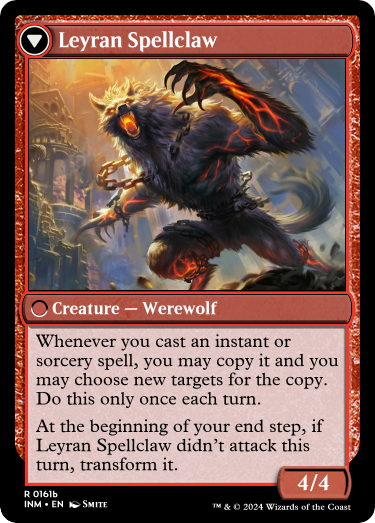 Leyran Spellclaw
Creature — Werewolf
Whenever you cast an instant or
sorcery spell, you may copy it and you
may choose new targets for the copy.
Do this only once each turn.
At the beginning of your end step, if
Leyran Spellclaw didn't attack this
turn, transform it.
4/4
R 0161b
INM • EN Smite
™ & © 2024 Wizards of the Coast